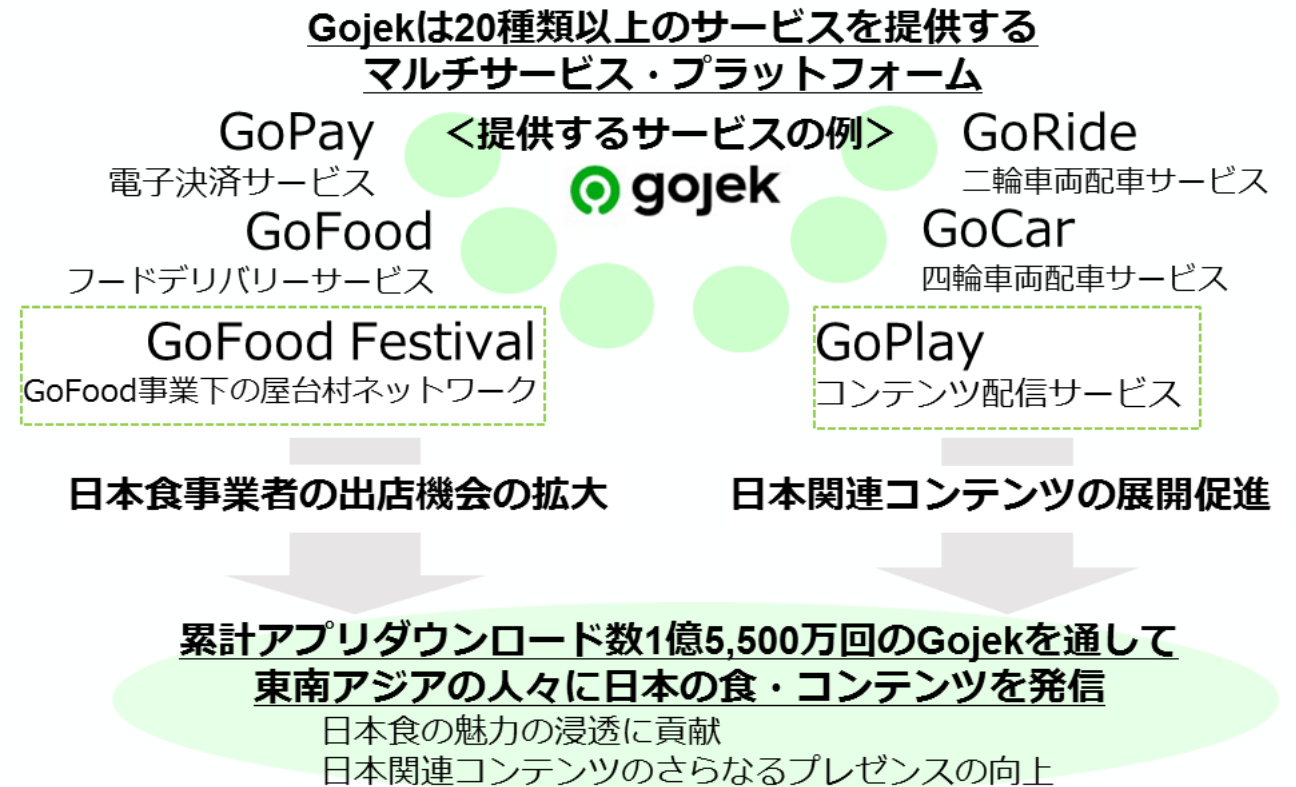 Gojekは20種類以上のサービスを提供する
マルチサービス・プラットフォーム
＜提供するサービスの例＞
gojek
GoPay
電子決済サービス
GoFood
フードデリバリーサービス
GoFood Festival
GoFood事業下の屋台村ネットワーク
GoRide
二輪車両配車サービス
GoCar
四輪車両配車サービス
GoPlay
コンテンツ配信サービス
日本食事業者の出店機会の拡大
日本関連コンテンツの展開促進
累計アプリダウンロード数1億5,500万回のGojekを通して
東南アジアの人々に日本の食・コンテンツを発信
日本食の魅力の浸透に貢献
日本関連コンテンツのさらなるプレゼンスの向上